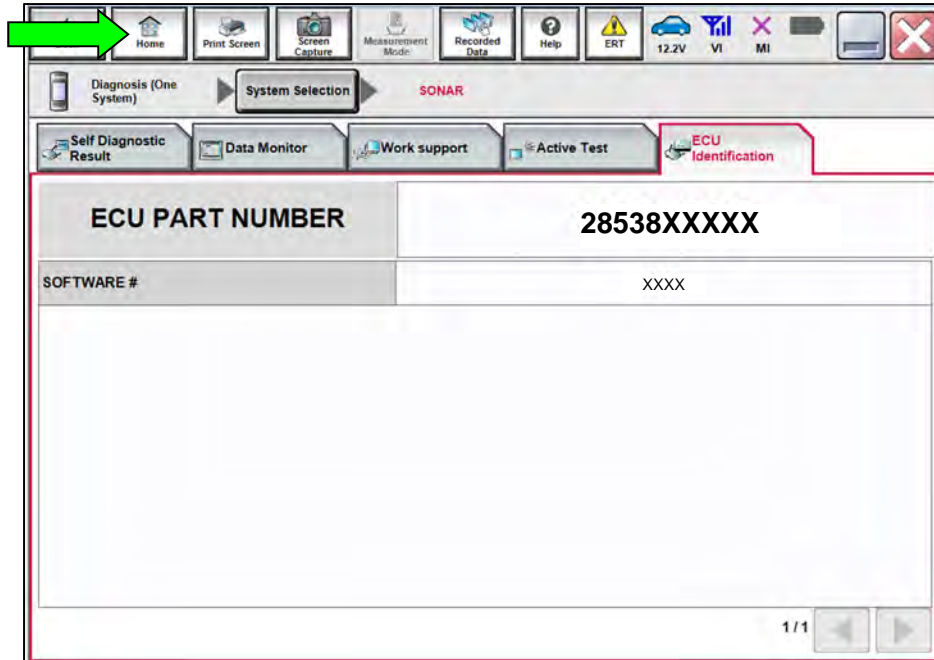 Home
Print Screen
Screen
Capture
Measurement
Mode
Recorded
Data
Help
ERT
12.2V
VI
MI
Diagnosis (One
System)
System Selection
SONAR
Self Diagnostic
Result
Data Monitor
Work support
Active Test
ECU
Identification
ECU PART NUMBER
28538XXXXX
SOFTWARE #
XXXX
1/1